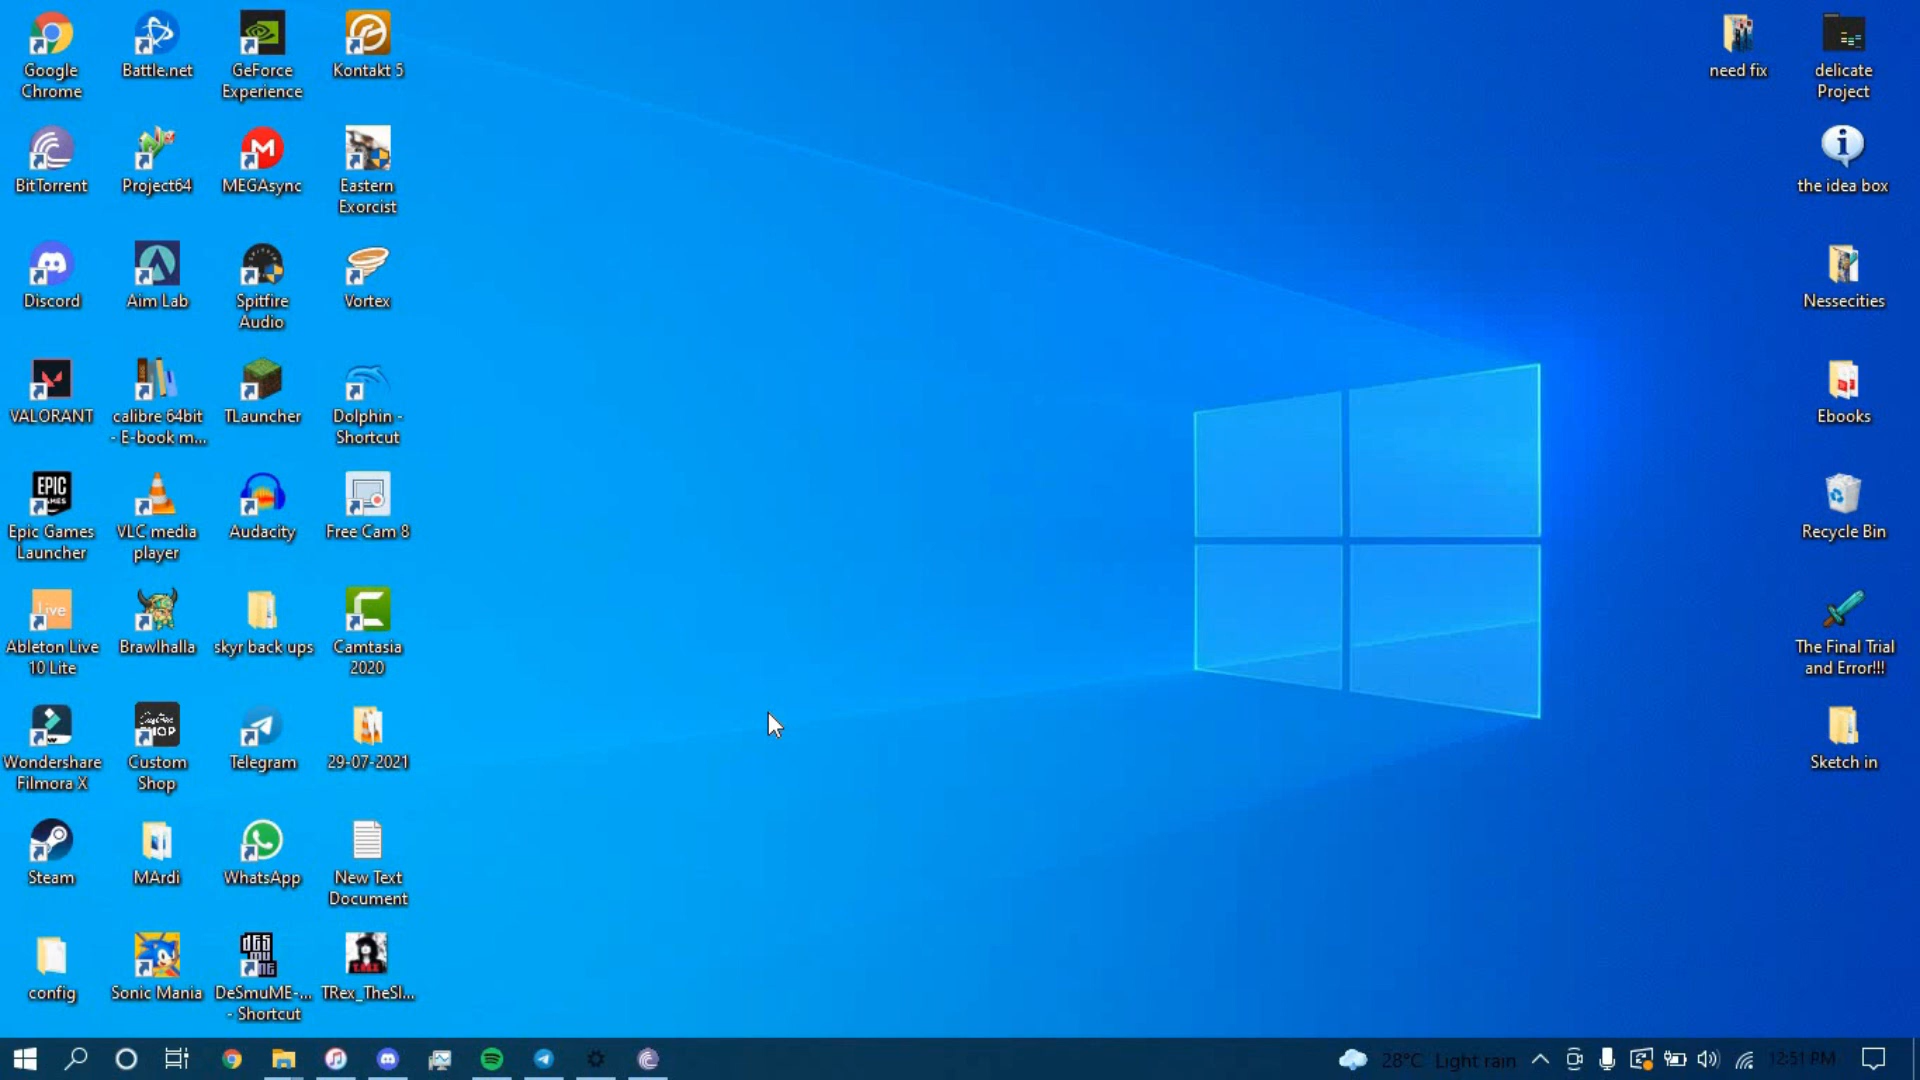 Google
Chrome
Battle.net
GeForce
Experience
Kontakt 5
need fix
delicate
Project
BitTorrent
Project64
MEGAsync
Eastern
Exorcist
the idea box
Discord
Aim Lab
Spitfire
Audio
Vortex
Nessecities
VALORANT
calibre 64bit
- E-book m...
TLauncher
Dolphin -
Shortcut
Ebooks
EPIC
Epic Games
Launcher
VLC media
player
Audacity
Free Cam 8
Recycle Bin
Live
Ableton Live
10 Lite
Brawlhalla
skyr back ups
Camtasia
2020
The Final Trial
and Error!!!
Wondershare
Filmora X
Custom
Shop
Telegram
29-07-2021
Sketch in
Steam
MArdi
WhatsApp
New Text
Document
config
Sonic Mania
DeSmuME-...
- Shortcut
TRex_TheSl...
28°C Light rain
12:51 PM